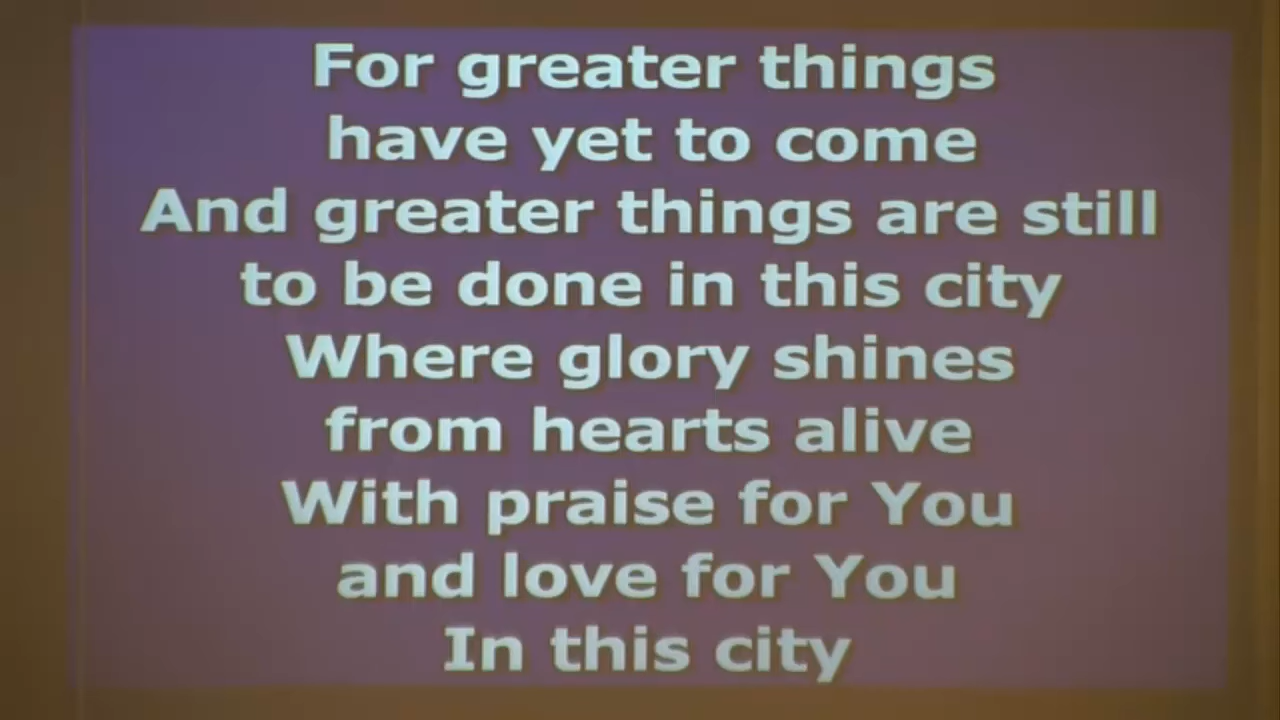 For greater things
have yet to come
And greater things are still
to be done in this city
Where glory shines
from hearts alive
With praise for You
and love for You
In this city